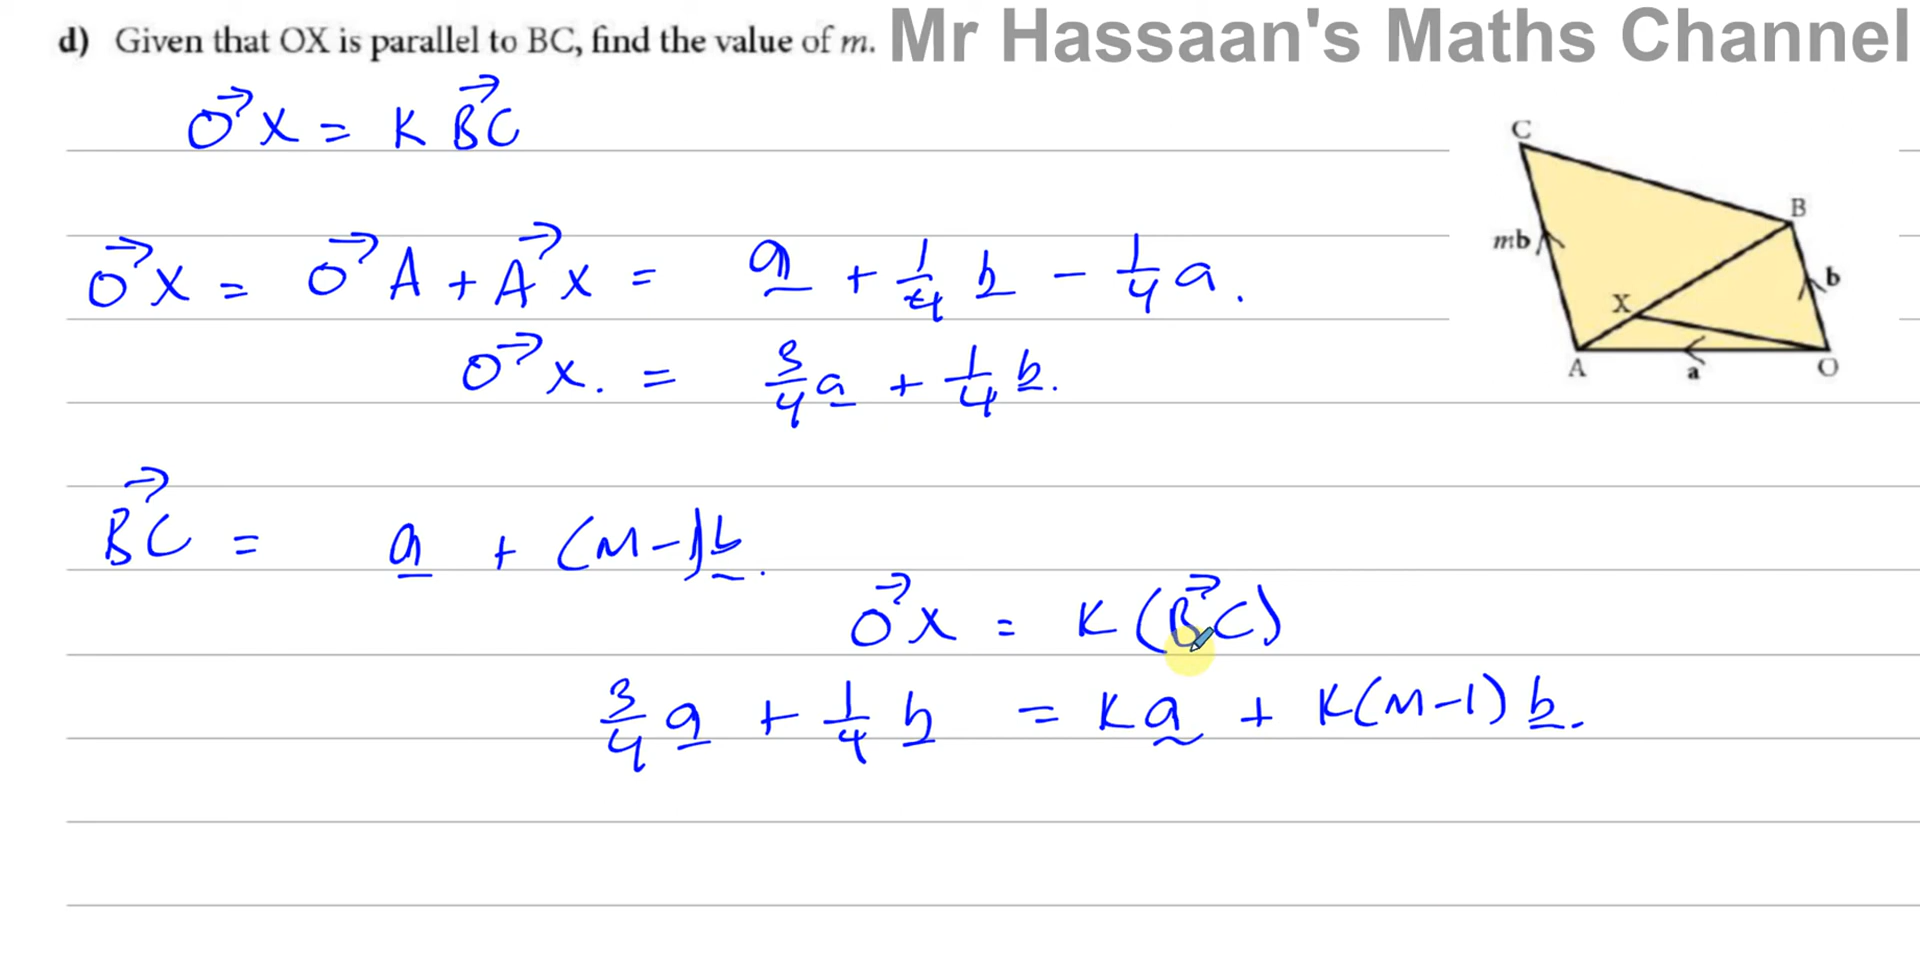 d) Given that OX is parallel to BC, find the value of m. Mr Hassaan's Maths Channel
O⃗X = K B⃗C
C
B
mb
b
X
A
a
O
O⃗X = O⃗A + A⃗X = a + 1/4 b - 1/4 a.
O⃗X. = 3/4 a + 1/4 b.
B⃗C = a + (M-1)b.
O⃗X = K (B⃗C)
3/4 a + 1/4 b = Ka + K(M-1) b.